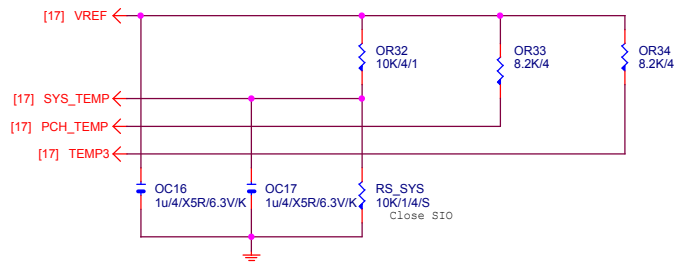 [17] VREF
OR32
10K/4/1
OR33
8.2K/4
OR34
8.2K/4
[17] SYS_TEMP
[17] PCH_TEMP
[17] TEMP3
OC16
1u/4/X5R/6.3V/K
OC17
1u/4/X5R/6.3V/K
RS_SYS
10K/1/4/S
Close SIO